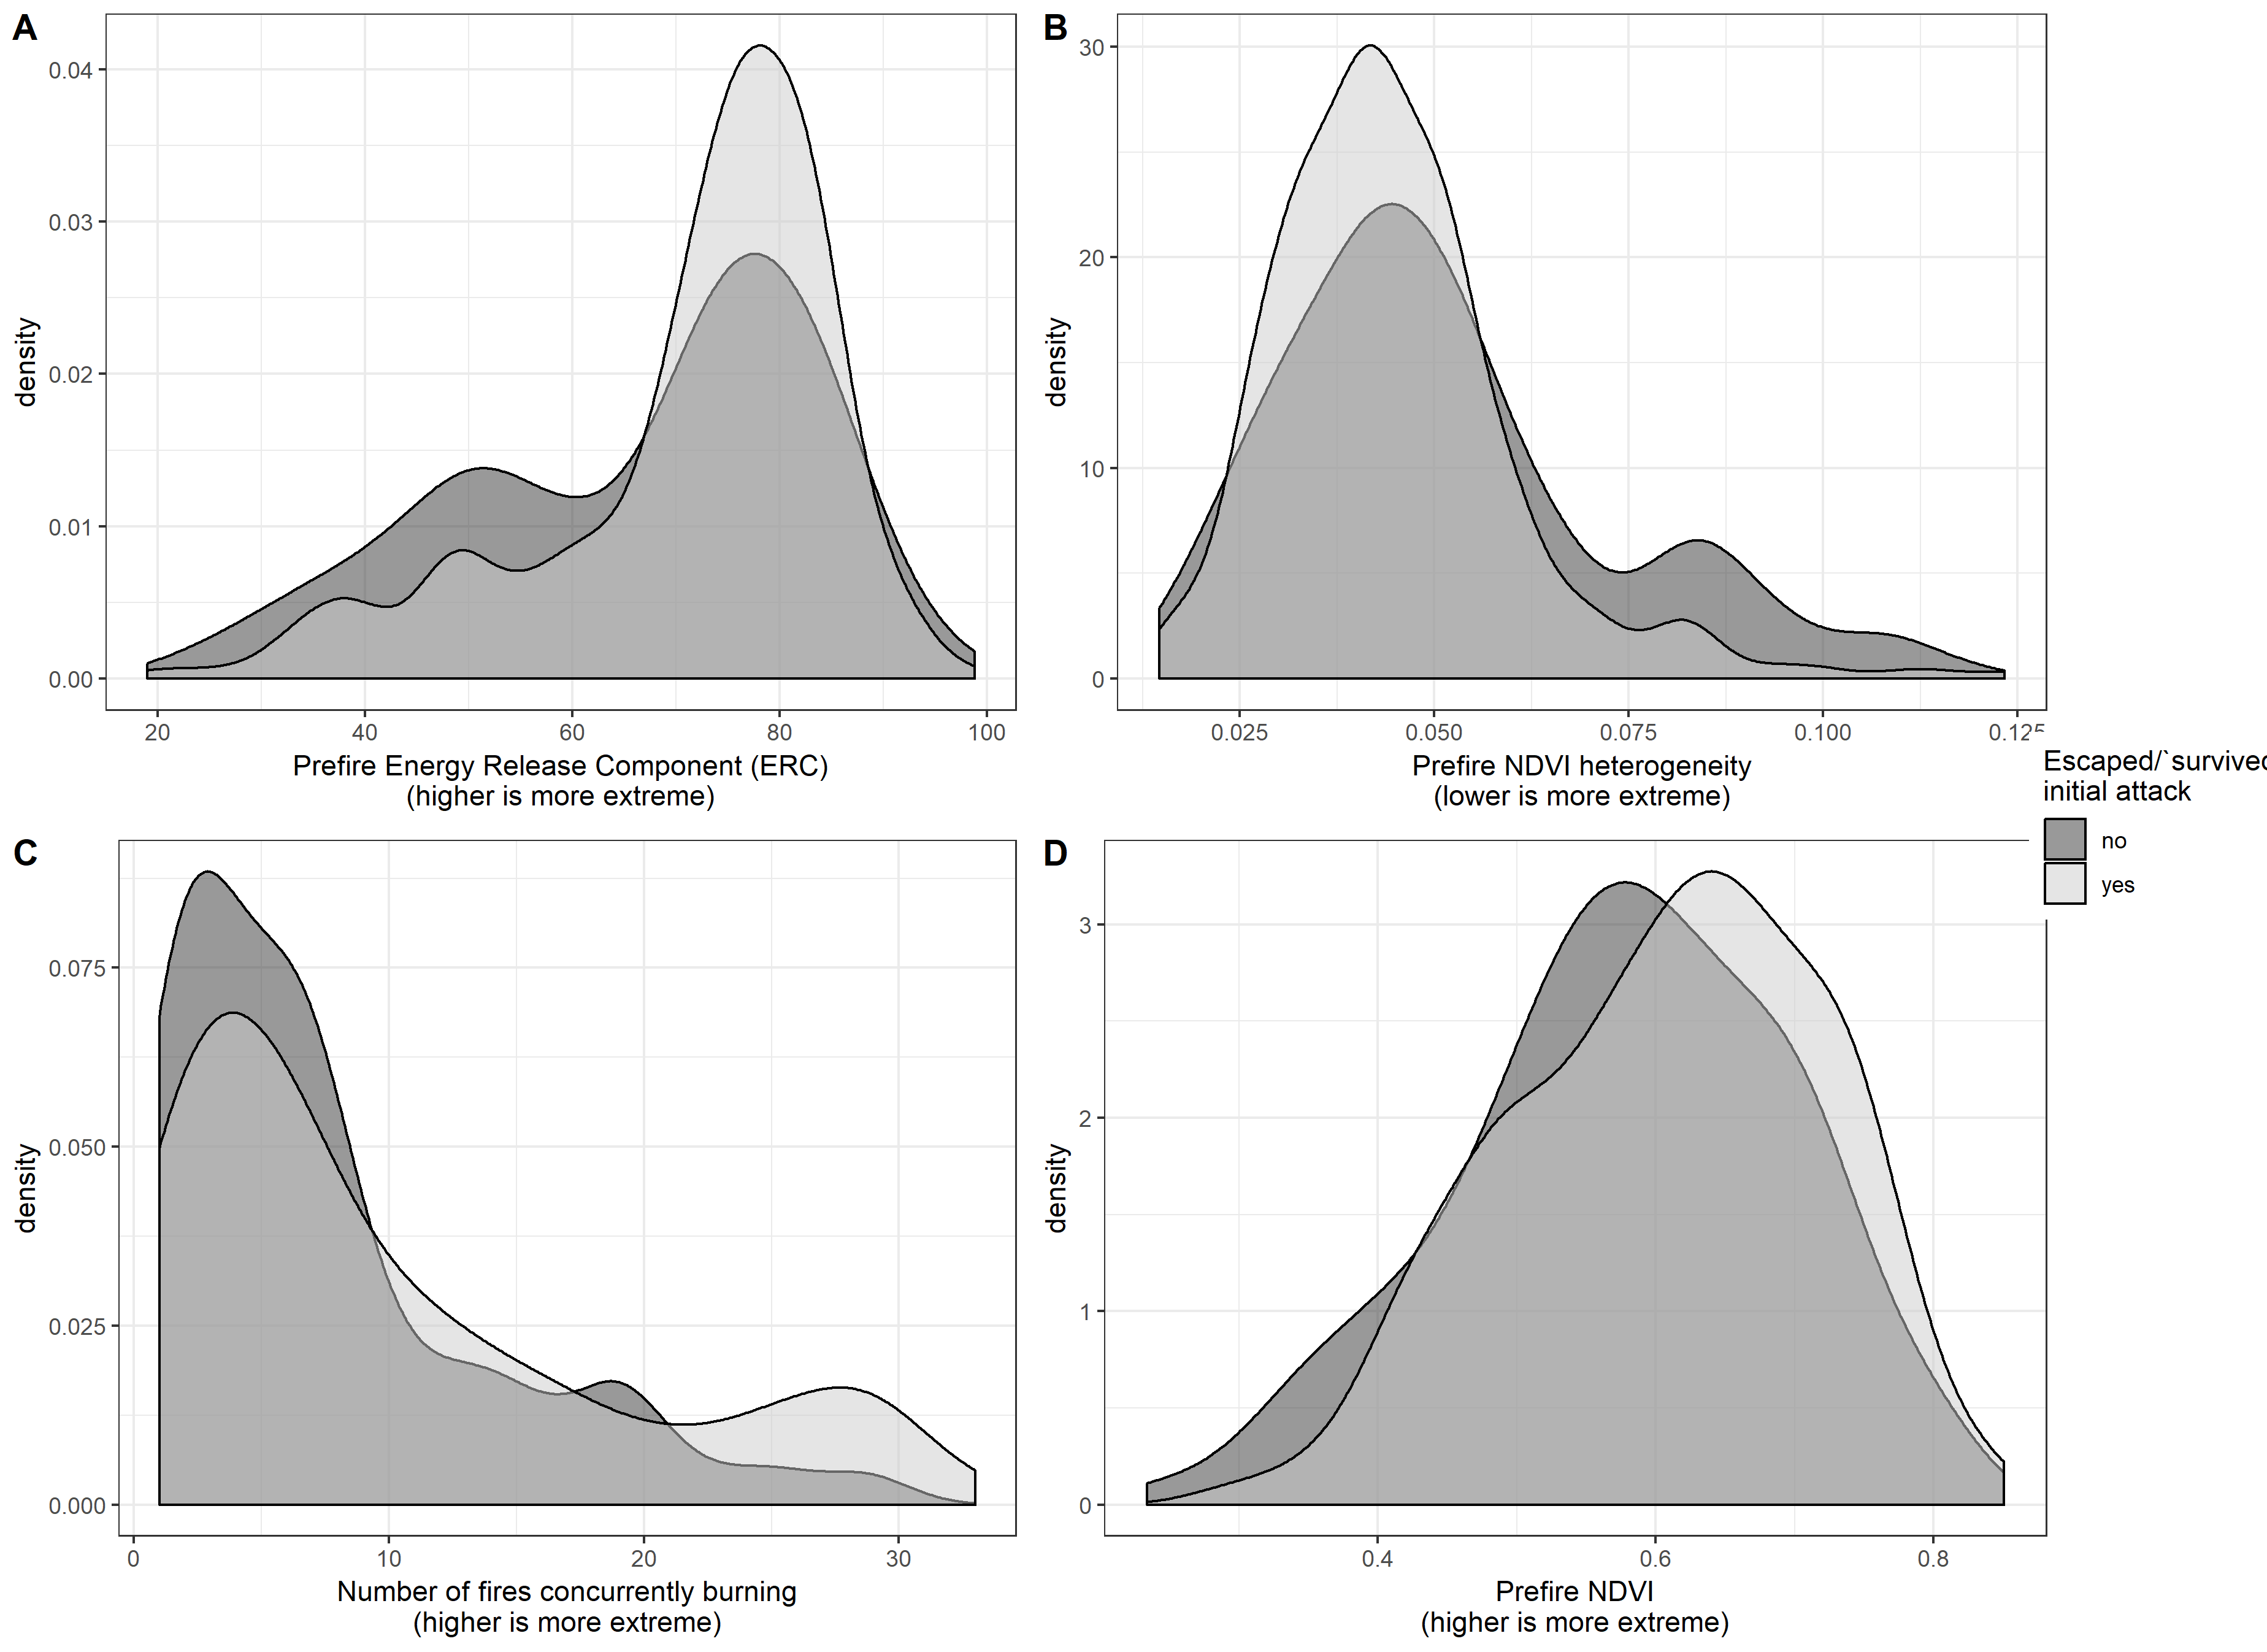 A
density
0.04
0.03
0.02
0.01
0.00
20 40 60 80 100
Prefire Energy Release Component (ERC)
(higher is more extreme)
B
density
30
20
10
0
0.025 0.050 0.075 0.100 0.125
Prefire NDVI heterogeneity
(lower is more extreme)
Escaped/`survived
initial attack
no
yes
C
density
0.075
0.050
0.025
0.000
0 10 20 30
Number of fires concurrently burning
(higher is more extreme)
D
density
3
2
1
0
0.4 0.6 0.8
Prefire NDVI
(higher is more extreme)